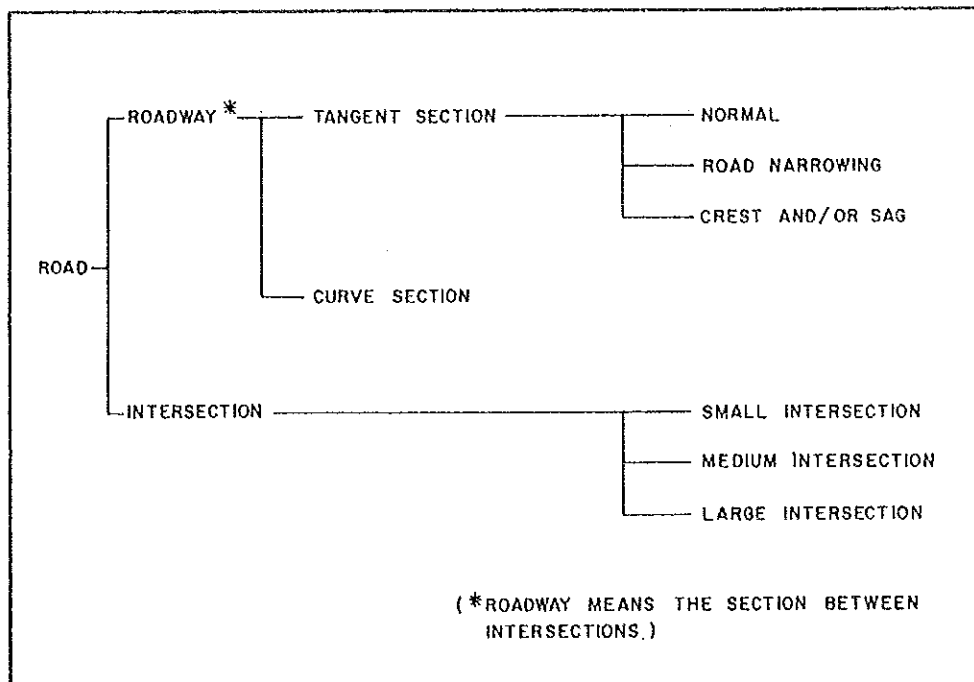 ROADWAY* TANGENT SECTION NORMAL
ROAD NARROWING
CREST AND/OR SAG
ROAD
CURVE SECTION
INTERSECTION SMALL INTERSECTION
MEDIUM INTERSECTION
LARGE INTERSECTION
(*ROADWAY MEANS THE SECTION BETWEEN
INTERSECTIONS.)